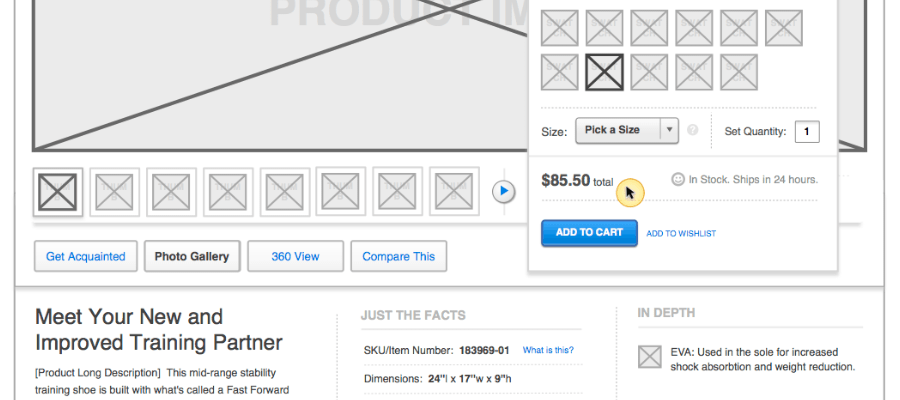 PRODUCT IM
Size:
Pick a Size
?
Set Quantity:
1
$85.50 total
In Stock. Ships in 24 hours.
ADD TO CART
ADD TO WISHLIST
Get Acquainted
Photo Gallery
360 View
Compare This
Meet Your New and
Improved Training Partner
[Product Long Description]  This mid-range stability
training shoe is built with what's called a Fast Forward
JUST THE FACTS
SKU/Item Number: 183969-01
What is this?
Dimensions: 24"l x 17"w x 9"h
IN DEPTH
EVA: Used in the sole for increased
shock absorbtion and weight reduction.